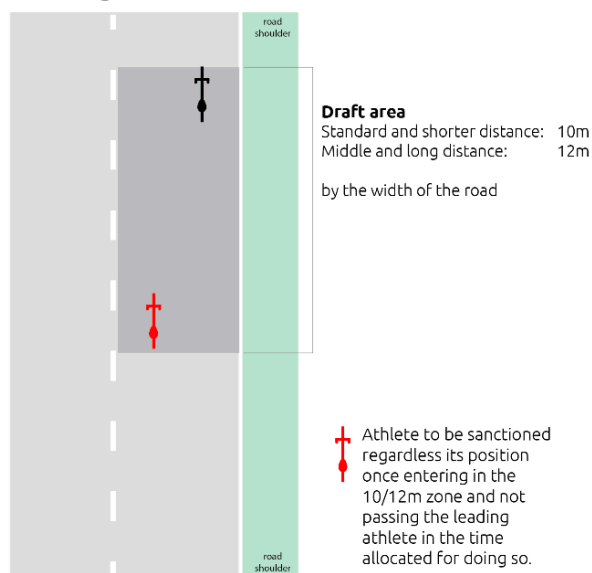 road
shoulder
Draft area
Standard and shorter distance: 10m
Middle and long distance: 12m
by the width of the road
Athlete to be sanctioned
regardless its position
once entering in the
10/12m zone and not
passing the leading
athlete in the time
allocated for doing so.
road
shoulder